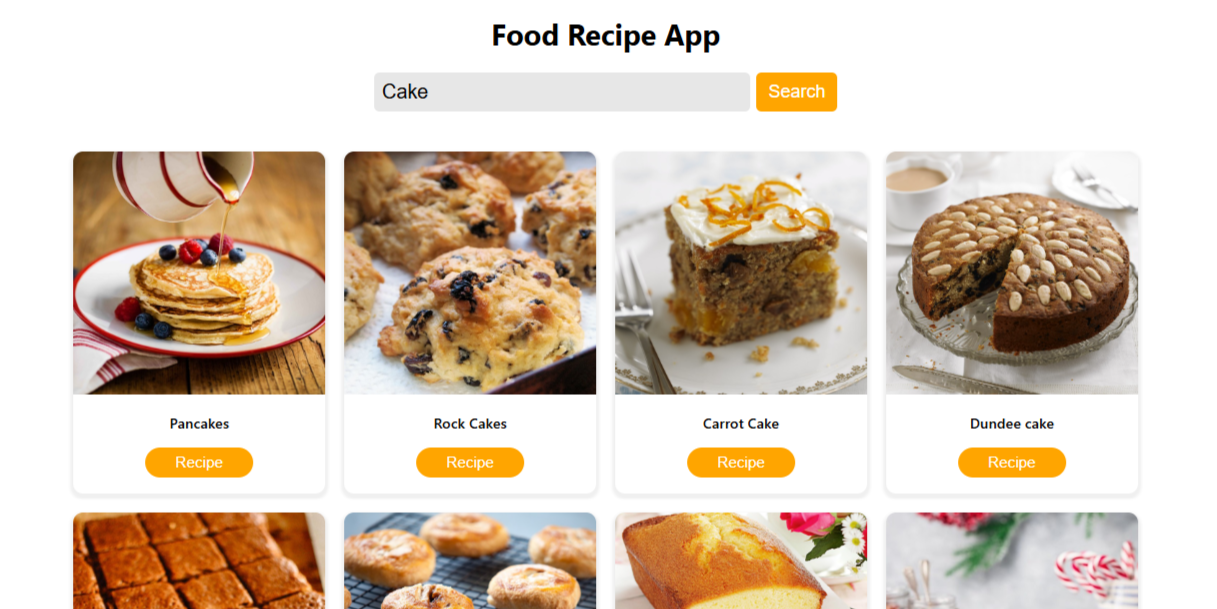 Food Recipe App
Cake
Search
Pancakes
Rock Cakes
Carrot Cake
Dundee cake
Recipe
Recipe
Recipe
Recipe